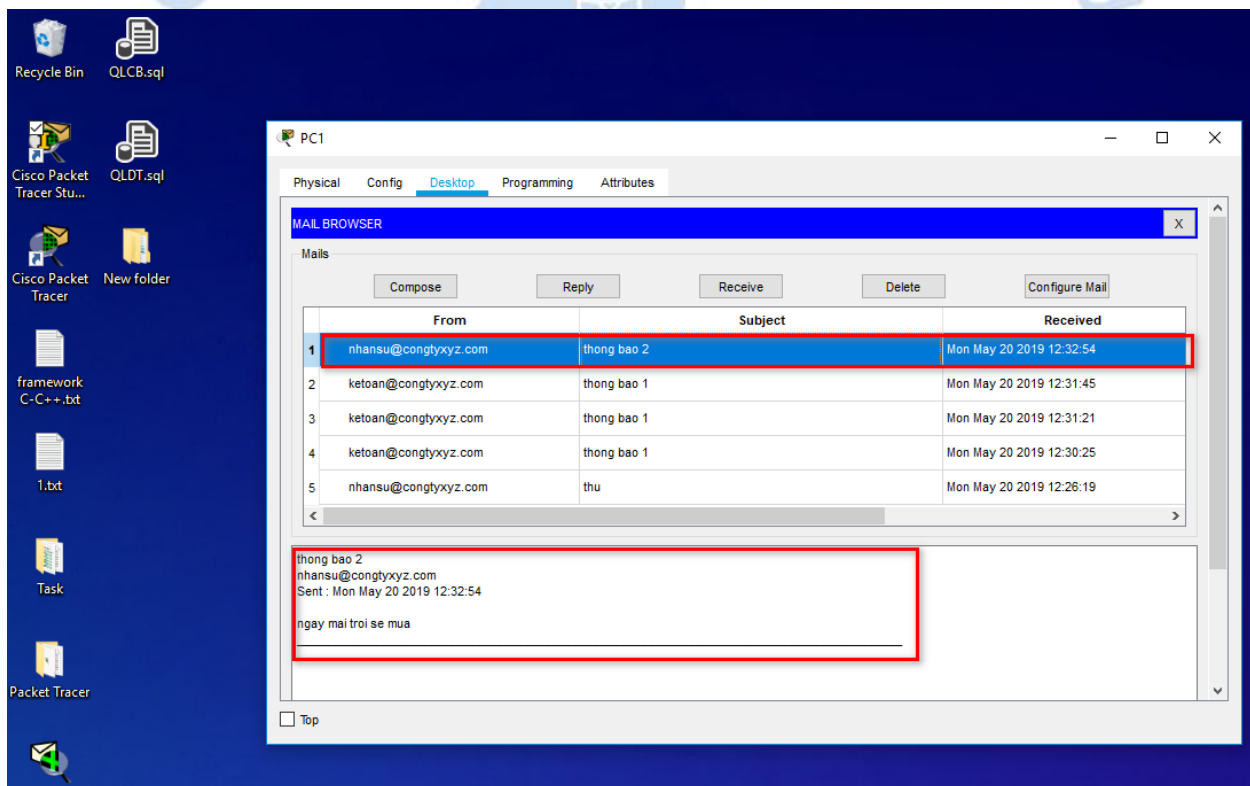 Recycle Bin
QLCB.sql
Cisco Packet
Tracer Stu...
QLDT.sql
Cisco Packet
Tracer
New folder
framework
C-C++.txt
1.txt
Task
Packet Tracer
PC1
Physical Config Desktop Programming Attributes
MAIL BROWSER
X
Mails
Compose Reply Receive Delete Configure Mail
From Subject Received
1 nhansu@congtyxyz.com thong bao 2 Mon May 20 2019 12:32:54
2 ketoan@congtyxyz.com thong bao 1 Mon May 20 2019 12:31:45
3 ketoan@congtyxyz.com thong bao 1 Mon May 20 2019 12:31:21
4 ketoan@congtyxyz.com thong bao 1 Mon May 20 2019 12:30:25
5 nhansu@congtyxyz.com thu Mon May 20 2019 12:26:19
thong bao 2
nhansu@congtyxyz.com
Sent : Mon May 20 2019 12:32:54
ngay mai troi se mua
Top